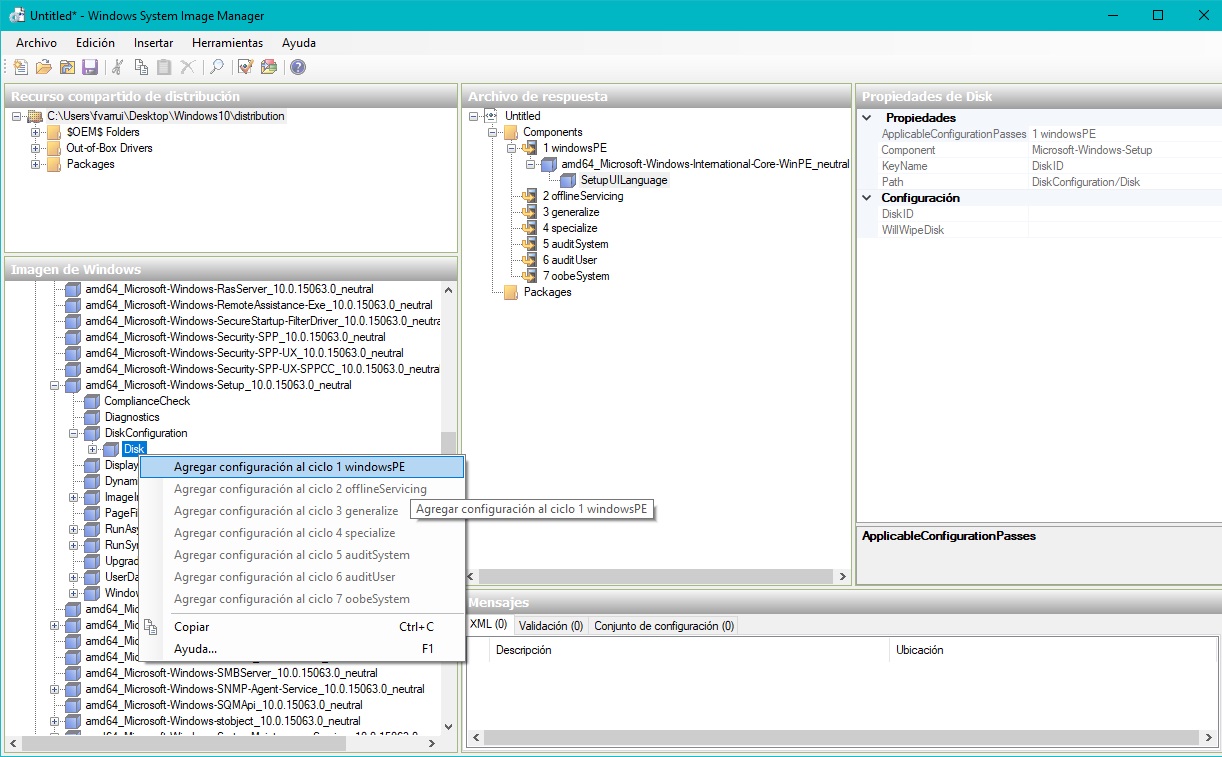 Untitled* - Windows System Image Manager
Archivo Edición Insertar Herramientas Ayuda
Recurso compartido de distribución
C:\Users\fvarrui\Desktop\Windows10\distribution
$OEM$ Folders
Out-of-Box Drivers
Packages
Imagen de Windows
amd64_Microsoft-Windows-RasServer_10.0.15063.0_neutral
amd64_Microsoft-Windows-RemoteAssistance-Exe_10.0.15063.0_neutral
amd64_Microsoft-Windows-SecureStartup-FilterDriver_10.0.15063.0_neutra
amd64_Microsoft-Windows-Security-SPP_10.0.15063.0_neutral
amd64_Microsoft-Windows-Security-SPP-UX_10.0.15063.0_neutral
amd64_Microsoft-Windows-Security-SPP-UX-SPPCC_10.0.15063.0_neutra
amd64_Microsoft-Windows-Setup_10.0.15063.0_neutral
ComplianceCheck
Diagnostics
DiskConfiguration
Disk
Display
Dynam
ImageIn
PageFi
RunAsy
RunSyn
Upgrad
UserDa
Window
amd64_Mic
amd64_Mic
amd64_Mic
amd64_Mic
amd64_Microsoft-Windows-SMBServer_10.0.15063.0_neutral
amd64_Microsoft-Windows-SNMP-Agent-Service_10.0.15063.0_neutral
amd64_Microsoft-Windows-SQMApi_10.0.15063.0_neutral
amd64_Microsoft-Windows-stobject_10.0.15063.0_neutral
Agregar configuración al ciclo 1 windowsPE
Agregar configuración al ciclo 2 offlineServicing
Agregar configuración al ciclo 3 generalize
Agregar configuración al ciclo 4 specialize
Agregar configuración al ciclo 5 auditSystem
Agregar configuración al ciclo 6 auditUser
Agregar configuración al ciclo 7 oobeSystem
Copiar Ctrl+C
Ayuda... F1
Agregar configuración al ciclo 1 windowsPE
Archivo de respuesta
Untitled
Components
1 windowsPE
amd64_Microsoft-Windows-International-Core-WinPE_neutral
SetupUILanguage
2 offlineServicing
3 generalize
4 specialize
5 auditSystem
6 auditUser
7 oobeSystem
Packages
Propiedades de Disk
Propiedades
ApplicableConfigurationPasses 1 windowsPE
Component Microsoft-Windows-Setup
KeyName DiskID
Path DiskConfiguration/Disk
Configuración
DiskID
WillWipeDisk
ApplicableConfigurationPasses
Mensajes
XML (0) Validación (0) Conjunto de configuración (0)
Descripción Ubicación